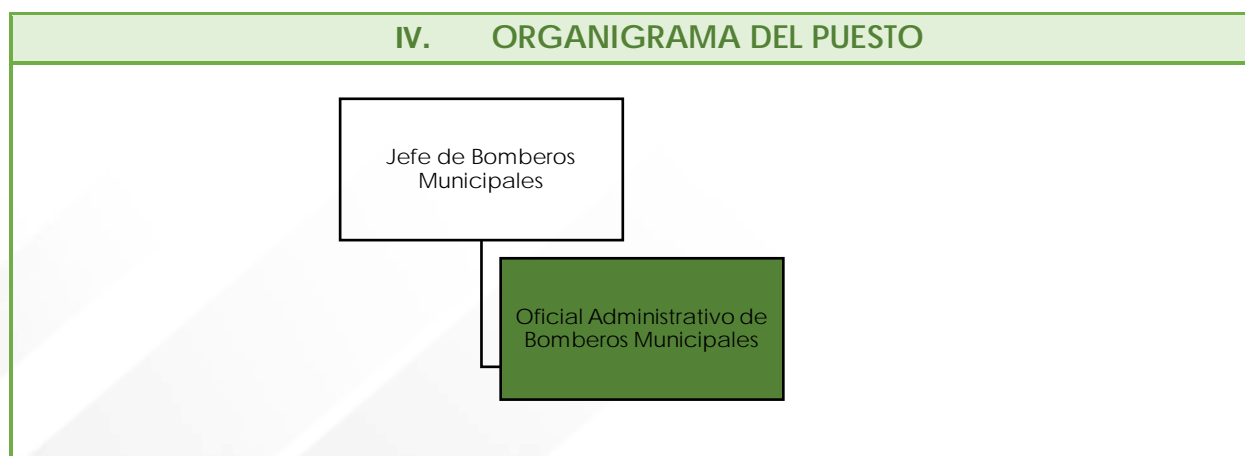 IV. ORGANIGRAMA DEL PUESTO
Jefe de Bomberos
Municipales
Oficial Administrativo de
Bomberos Municipales